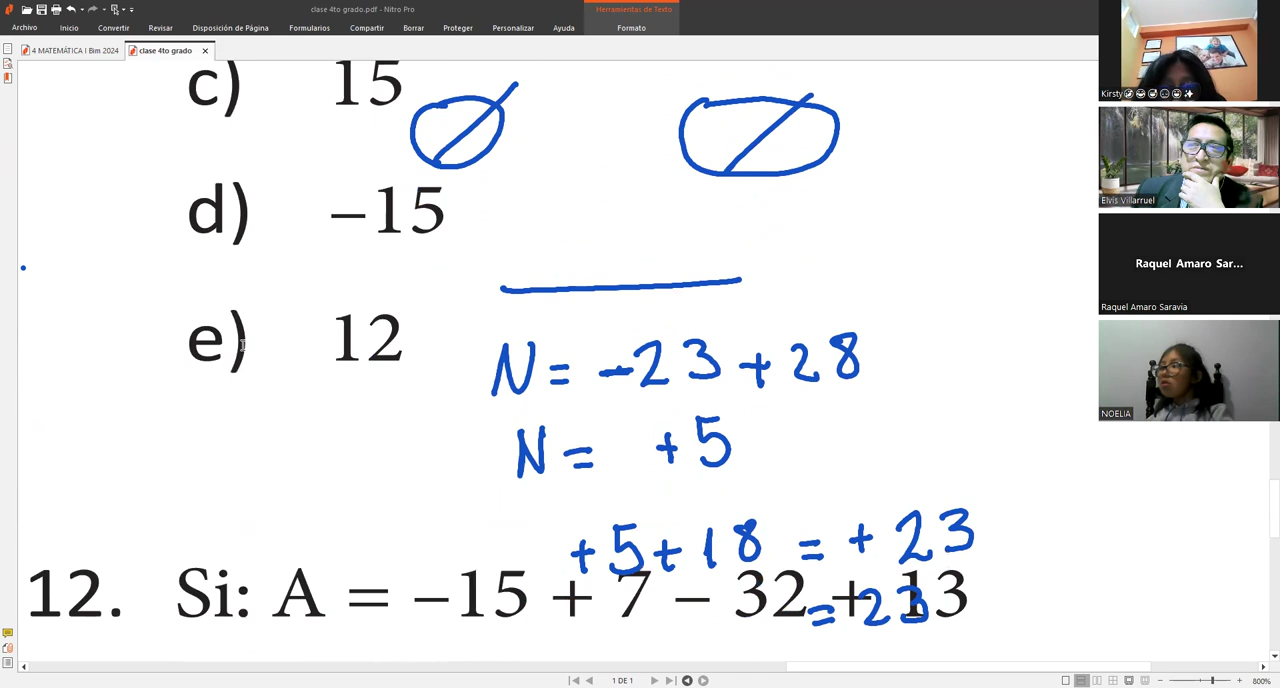 clase 4to grado.pdf - Nitro Pro
Herramientas de Texto
Archivo Inicio Convertir Revisar Disposición de Página Formularios Compartir Borrar Proteger Personalizar Ayuda Formato
4 MATEMÁTICA I Bim 2024 clase 4to grado ×
c) 15
d) –15
e) 12
N = -23 + 28
N = +5
+5 + 18 = + 23
= 23
12. Si: A = –15 + 7 – 32 + 13
1 DE 1
800%
Kirsty
Elvis Villarruel
Raquel Amaro Sar...
Raquel Amaro Saravia
NOELIA